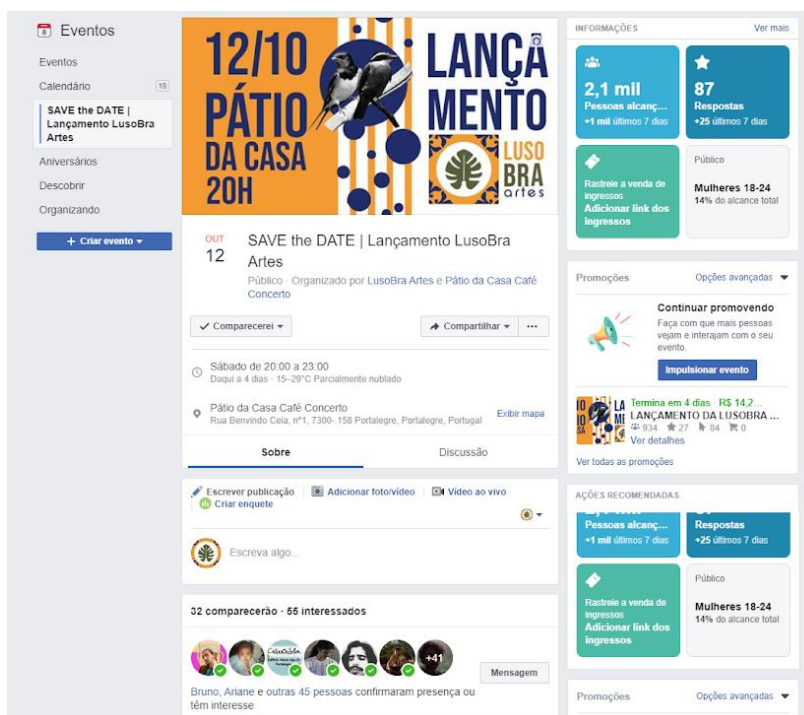 Eventos
Eventos
Calendário 18
SAVE the DATE |
Lançamento LusoBra
Artes
Aniversários
Descobrir
Organizando
+ Criar evento
12/10
PÁTIO
DA CASA
20H
LANÇA
MENTO
LUSO
BRA
artes
OUT
12
SAVE the DATE | Lançamento LusoBra
Artes
Público · Organizado por LusoBra Artes e Pátio da Casa Café
Concerto
Comparecerei
Compartilhar
Sábado de 20:00 a 23:00
Daqui a 4 dias · 15–29°C Parcialmente nublado
Pátio da Casa Café Concerto
Rua Benvindo Ceia, nº1, 7300-.158 Portalegre, Portalegre, Portugal
Exibir mapa
Sobre
Discussão
Escrever publicação
Adicionar foto/vídeo
Vídeo ao vivo
Criar enquete
Escreva algo...
32 comparecerão · 55 interessados
+41
Mensagem
Bruno, Ariane e outras 45 pessoas confirmaram presença ou
têm interesse
INFORMAÇÕES
Ver mais
2,1 mil
Pessoas alcanç...
+1 mil últimos 7 dias
87
Respostas
+25 últimos 7 dias
Rastreie a venda de
ingressos
Adicionar link dos
ingressos
Público
Mulheres 18-24
14% do alcance total
Promoções
Opções avançadas
Continuar promovendo
Faça com que mais pessoas
vejam e interajam com o seu
evento.
Impulsionar evento
Termina em 4 dias · R$ 14,2...
LANÇAMENTO DA LUSOBRA ...
934 27 84 0
Ver detalhes
Ver todas as promoções
AÇÕES RECOMENDADAS
Pessoas alcanç...
+1 mil últimos 7 dias
Respostas
+25 últimos 7 dias
Rastreie a venda de
ingressos
Adicionar link dos
ingressos
Público
Mulheres 18-24
14% do alcance total
Promoções
Opções avançadas